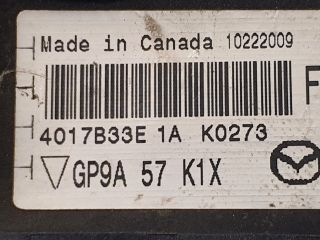 Made in Canada 10222009
F
4017B33E 1A K0273
GP9A 57 K1X